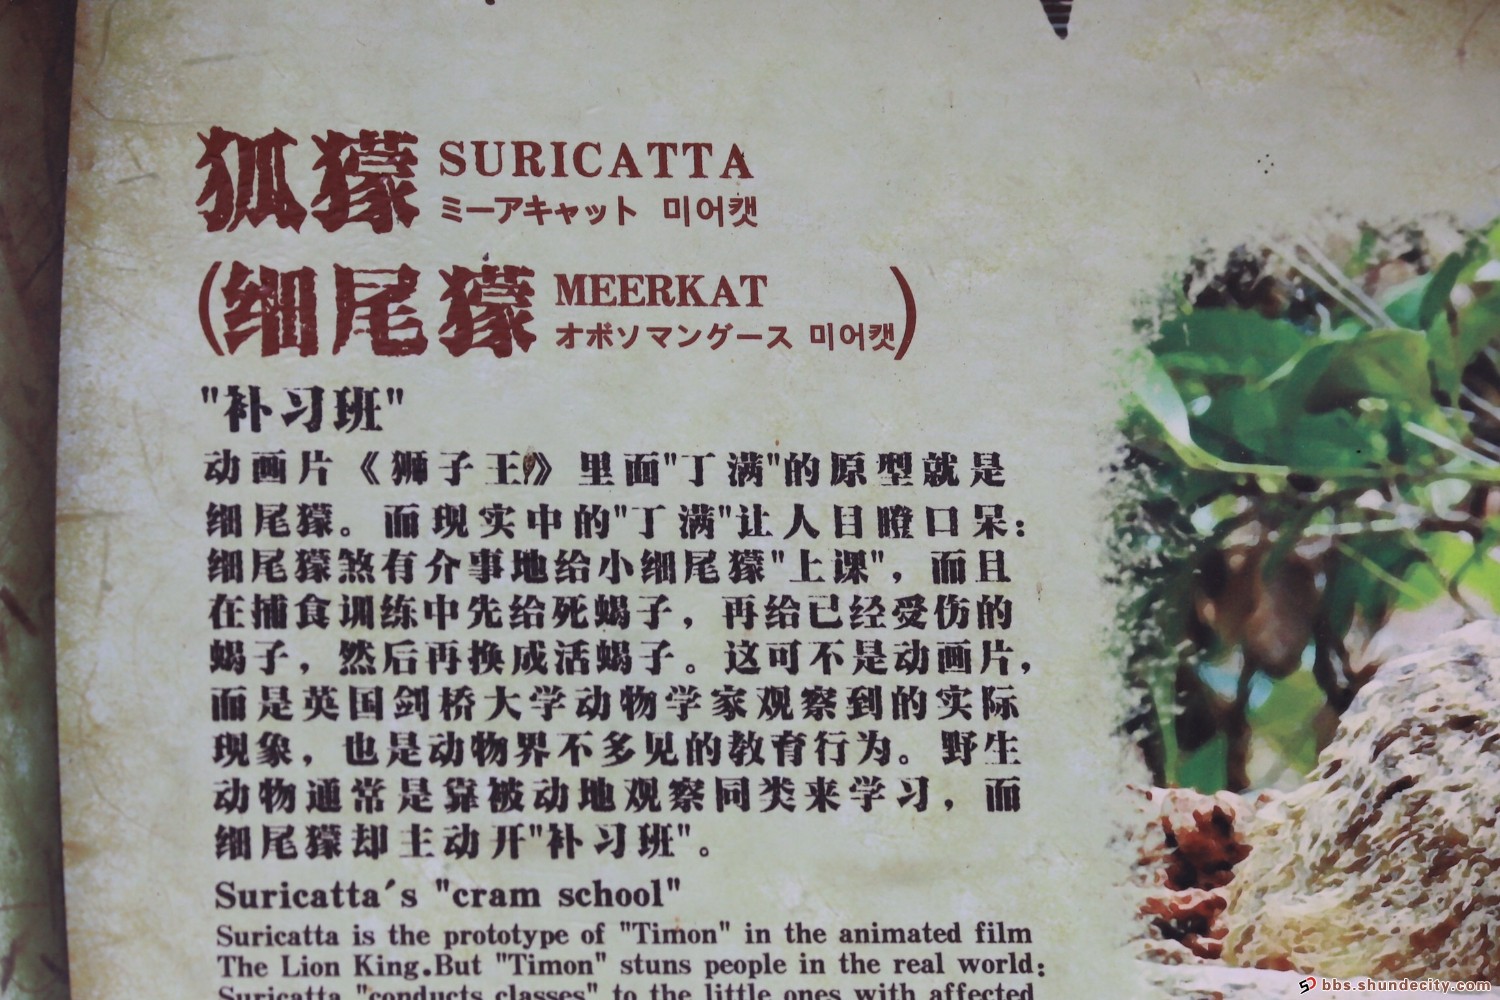 狐獴 SURICATTA
ミーアキャット 미어캣
(细尾獴 MEERKAT
オボソマングース 미어캣)
"补习班"
动画片《狮子王》里面"丁满"的原型就是
细尾獴。而现实中的"丁满"让人目瞪口呆：
细尾獴煞有介事地给小细尾獴"上课"，而且
在捕食训练中先给死蝎子，再给已经受伤的
蝎子，然后再换成活蝎子。这可不是动画片，
而是英国剑桥大学动物学家观察到的实际
现象，也是动物界不多见的教育行为。野生
动物通常是靠被动地观察同类来学习，而
细尾獴却主动开"补习班"。
Suricatta's "cram school"
Suricatta is the prototype of "Timon" in the animated film
The Lion King.But "Timon" stuns people in the real world:
Suricatta "conducts classes" to the little ones with affected
bbs.shundecity.com